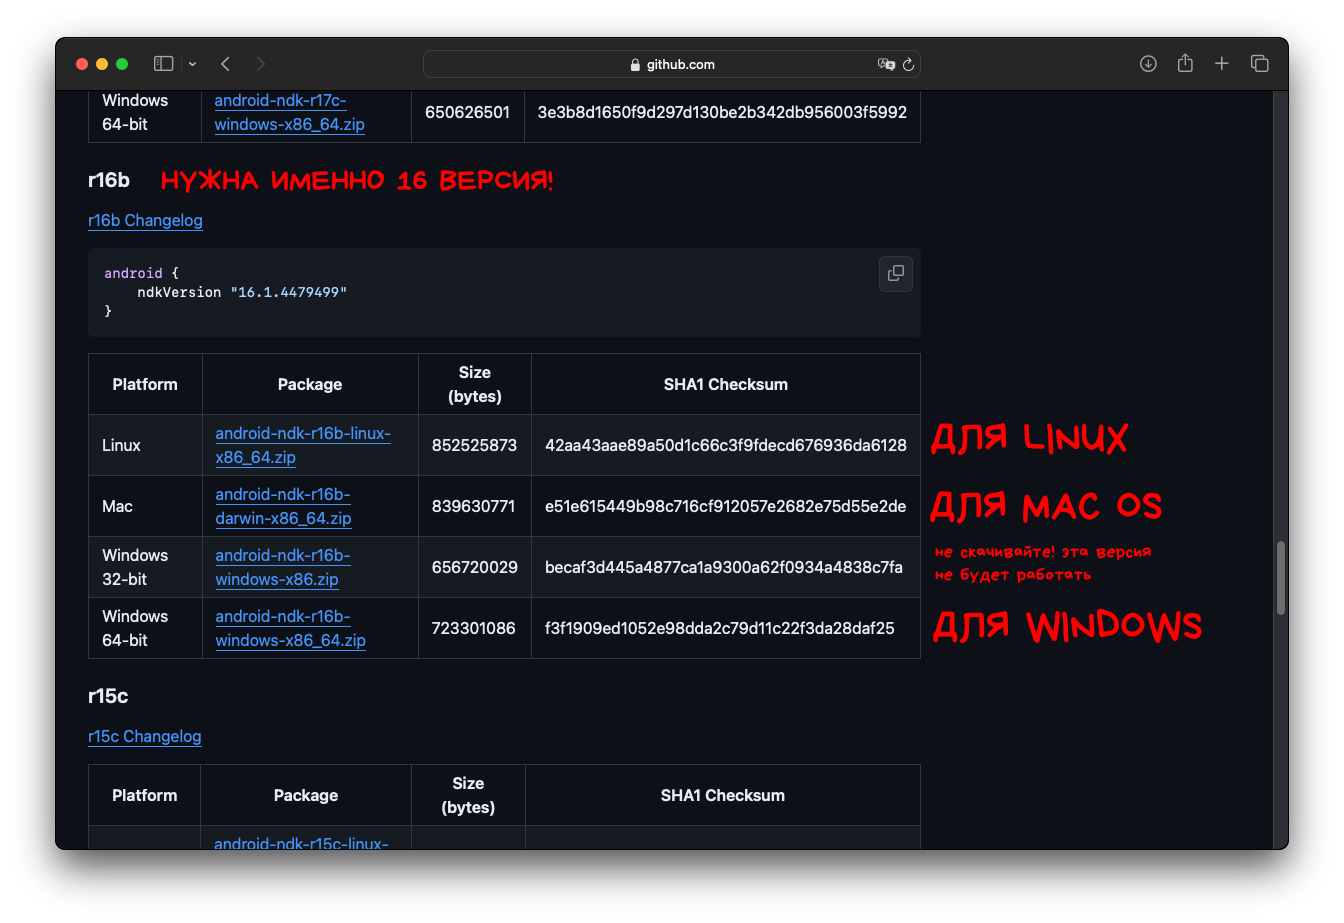 github.com
Windows
64-bit
android-ndk-r17c-
windows-x86_64.zip
650626501
3e3b8d1650f9d297d130be2b342db956003f5992
r16b
НУЖНА ИМЕННО 16 ВЕРСИЯ!
r16b Changelog
android {
ndkVersion "16.1.4479499"
}
Platform
Package
Size
(bytes)
SHA1 Checksum
Linux
android-ndk-r16b-linux-
x86_64.zip
852525873
42aa43aae89a50d1c66c3f9fdecd676936da6128
ДЛЯ LINUX
Mac
android-ndk-r16b-
darwin-x86_64.zip
839630771
e51e615449b98c716cf912057e2682e75d55e2de
ДЛЯ MAC OS
Windows
32-bit
android-ndk-r16b-
windows-x86.zip
656720029
becaf3d445a4877ca1a9300a62f0934a4838c7fa
не скачивайте! эта версия
не будет работать
Windows
64-bit
android-ndk-r16b-
windows-x86_64.zip
723301086
f3f1909ed1052e98dda2c79d11c22f3da28daf25
ДЛЯ WINDOWS
r15c
r15c Changelog
Platform
Package
Size
(bytes)
SHA1 Checksum
android-ndk-r15c-linux-